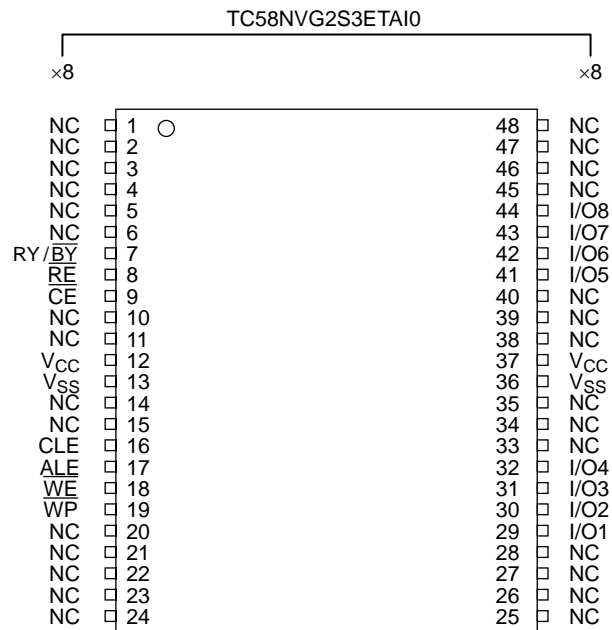 TC58NVG2S3ETAI0
×8 ×8
NC 1 48 NC
NC 2 47 NC
NC 3 46 NC
NC 4 45 NC
NC 5 44 I/O8
NC 6 43 I/O7
RY/B̅Y̅ 7 42 I/O6
R̅E̅ 8 41 I/O5
C̅E̅ 9 40 NC
NC 10 39 NC
NC 11 38 NC
VCC 12 37 VCC
VSS 13 36 VSS
NC 14 35 NC
NC 15 34 NC
CLE 16 33 NC
ALE 17 32 I/O4
W̅E̅ 18 31 I/O3
W̅P̅ 19 30 I/O2
NC 20 29 I/O1
NC 21 28 NC
NC 22 27 NC
NC 23 26 NC
NC 24 25 NC